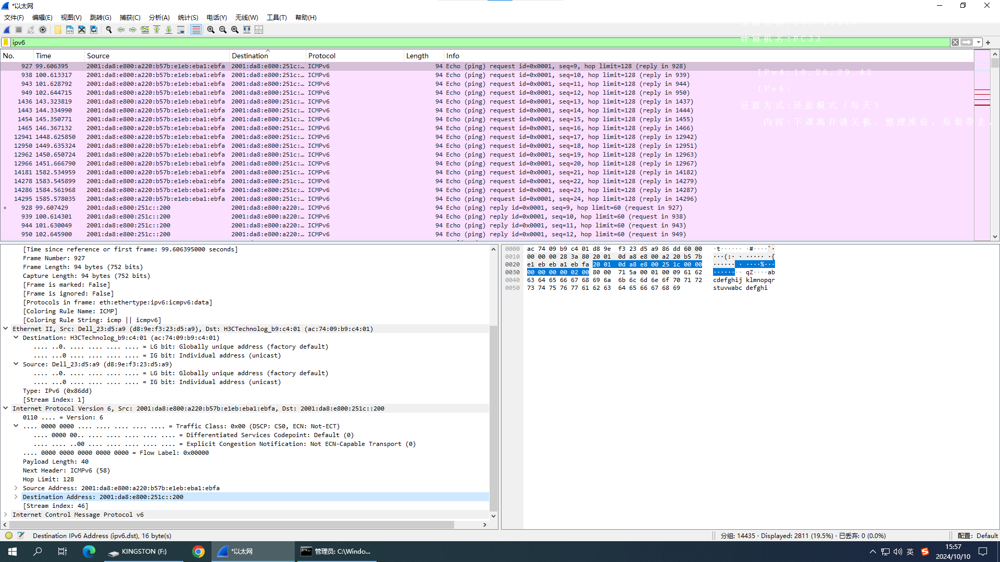 *以太网
文件(F) 编辑(E) 视图(V) 跳转(G) 捕获(C) 分析(A) 统计(S) 电话(Y) 无线(W) 工具(T) 帮助(H)
ipv6
计算机名:PC33
IPv4:10.26.29.43
IPv6:
还原方式:还原模式(每天)
内容:下课离开请关机, 整理座位, 垃圾带走.
No. Time Source Destination Protocol Length Info
927 99.606395 2001:da8:e800:a220:b57b:e1eb:eba1:ebfa 2001:da8:e800:251c:… ICMPv6 94 Echo (ping) request id=0x0001, seq=9, hop limit=128 (reply in 928)
938 100.613317 2001:da8:e800:a220:b57b:e1eb:eba1:ebfa 2001:da8:e800:251c:… ICMPv6 94 Echo (ping) request id=0x0001, seq=10, hop limit=128 (reply in 939)
943 101.628792 2001:da8:e800:a220:b57b:e1eb:eba1:ebfa 2001:da8:e800:251c:… ICMPv6 94 Echo (ping) request id=0x0001, seq=11, hop limit=128 (reply in 944)
949 102.644715 2001:da8:e800:a220:b57b:e1eb:eba1:ebfa 2001:da8:e800:251c:… ICMPv6 94 Echo (ping) request id=0x0001, seq=12, hop limit=128 (reply in 950)
1436 143.323819 2001:da8:e800:a220:b57b:e1eb:eba1:ebfa 2001:da8:e800:251c:… ICMPv6 94 Echo (ping) request id=0x0001, seq=13, hop limit=128 (reply in 1437)
1443 144.334990 2001:da8:e800:a220:b57b:e1eb:eba1:ebfa 2001:da8:e800:251c:… ICMPv6 94 Echo (ping) request id=0x0001, seq=14, hop limit=128 (reply in 1444)
1454 145.350771 2001:da8:e800:a220:b57b:e1eb:eba1:ebfa 2001:da8:e800:251c:… ICMPv6 94 Echo (ping) request id=0x0001, seq=15, hop limit=128 (reply in 1455)
1465 146.367132 2001:da8:e800:a220:b57b:e1eb:eba1:ebfa 2001:da8:e800:251c:… ICMPv6 94 Echo (ping) request id=0x0001, seq=16, hop limit=128 (reply in 1466)
12941 1448.625850 2001:da8:e800:a220:b57b:e1eb:eba1:ebfa 2001:da8:e800:251c:… ICMPv6 94 Echo (ping) request id=0x0001, seq=17, hop limit=128 (reply in 12942)
12950 1449.635324 2001:da8:e800:a220:b57b:e1eb:eba1:ebfa 2001:da8:e800:251c:… ICMPv6 94 Echo (ping) request id=0x0001, seq=18, hop limit=128 (reply in 12951)
12962 1450.650724 2001:da8:e800:a220:b57b:e1eb:eba1:ebfa 2001:da8:e800:251c:… ICMPv6 94 Echo (ping) request id=0x0001, seq=19, hop limit=128 (reply in 12963)
12966 1451.666790 2001:da8:e800:a220:b57b:e1eb:eba1:ebfa 2001:da8:e800:251c:… ICMPv6 94 Echo (ping) request id=0x0001, seq=20, hop limit=128 (reply in 12967)
14181 1582.534959 2001:da8:e800:a220:b57b:e1eb:eba1:ebfa 2001:da8:e800:251c:… ICMPv6 94 Echo (ping) request id=0x0001, seq=21, hop limit=128 (reply in 14182)
14278 1583.545899 2001:da8:e800:a220:b57b:e1eb:eba1:ebfa 2001:da8:e800:251c:… ICMPv6 94 Echo (ping) request id=0x0001, seq=22, hop limit=128 (reply in 14279)
14286 1584.561968 2001:da8:e800:a220:b57b:e1eb:eba1:ebfa 2001:da8:e800:251c:… ICMPv6 94 Echo (ping) request id=0x0001, seq=23, hop limit=128 (reply in 14287)
14295 1585.578035 2001:da8:e800:a220:b57b:e1eb:eba1:ebfa 2001:da8:e800:251c:… ICMPv6 94 Echo (ping) request id=0x0001, seq=24, hop limit=128 (reply in 14296)
928 99.607429 2001:da8:e800:251c::200 2001:da8:e800:a220:… ICMPv6 94 Echo (ping) reply id=0x0001, seq=9, hop limit=60 (request in 927)
939 100.614301 2001:da8:e800:251c::200 2001:da8:e800:a220:… ICMPv6 94 Echo (ping) reply id=0x0001, seq=10, hop limit=60 (request in 938)
944 101.630049 2001:da8:e800:251c::200 2001:da8:e800:a220:… ICMPv6 94 Echo (ping) reply id=0x0001, seq=11, hop limit=60 (request in 943)
950 102.645900 2001:da8:e800:251c::200 2001:da8:e800:a220:… ICMPv6 94 Echo (ping) reply id=0x0001, seq=12, hop limit=60 (request in 949)
[Time since reference or first frame: 99.606395000 seconds]
Frame Number: 927
Frame Length: 94 bytes (752 bits)
Capture Length: 94 bytes (752 bits)
[Frame is marked: False]
[Frame is ignored: False]
[Protocols in frame: eth:ethertype:ipv6:icmpv6:data]
[Coloring Rule Name: ICMP]
[Coloring Rule String: icmp || icmpv6]
Ethernet II, Src: Dell_23:d5:a9 (d8:9e:f3:23:d5:a9), Dst: H3CTechnolog_b9:c4:01 (ac:74:09:b9:c4:01)
Destination: H3CTechnolog_b9:c4:01 (ac:74:09:b9:c4:01)
.... ..0. .... .... .... .... = LG bit: Globally unique address (factory default)
.... ...0 .... .... .... .... = IG bit: Individual address (unicast)
Source: Dell_23:d5:a9 (d8:9e:f3:23:d5:a9)
.... ..0. .... .... .... .... = LG bit: Globally unique address (factory default)
.... ...0 .... .... .... .... = IG bit: Individual address (unicast)
Type: IPv6 (0x86dd)
[Stream index: 1]
Internet Protocol Version 6, Src: 2001:da8:e800:a220:b57b:e1eb:eba1:ebfa, Dst: 2001:da8:e800:251c::200
0110 .... = Version: 6
.... 0000 0000 .... .... .... .... .... = Traffic Class: 0x00 (DSCP: CS0, ECN: Not-ECT)
.... 0000 00.. .... .... .... .... .... = Differentiated Services Codepoint: Default (0)
.... .... ..00 .... .... .... .... .... = Explicit Congestion Notification: Not ECN-Capable Transport (0)
.... 0000 0000 0000 0000 0000 = Flow Label: 0x00000
Payload Length: 40
Next Header: ICMPv6 (58)
Hop Limit: 128
Source Address: 2001:da8:e800:a220:b57b:e1eb:eba1:ebfa
Destination Address: 2001:da8:e800:251c::200
[Stream index: 46]
Internet Control Message Protocol v6
0000 ac 74 09 b9 c4 01 d8 9e f3 23 d5 a9 86 dd 60 00 ·t······ ·#····`·
0010 00 00 00 28 3a 80 20 01 0d a8 e8 00 a2 20 b5 7b ···(:· · ····· ·{
0020 e1 eb eb a1 eb fa 20 01 0d a8 e8 00 25 1c 00 00 ······ · ····%···
0030 00 00 00 00 02 00 80 00 71 5a 00 01 00 09 61 62 ········ qZ····ab
0040 63 64 65 66 67 68 69 6a 6b 6c 6d 6e 6f 70 71 72 cdefghij klmnopqr
0050 73 74 75 76 77 61 62 63 64 65 66 67 68 69 stuvwabc defghi
Destination IPv6 Address (ipv6.dst), 16 byte(s)
分组: 14435 · Displayed: 2811 (19.5%) · 已丢弃: 0 (0.0%)
配置: Default
KINGSTON (F:)
*以太网
管理员: C:\Windo...
英
15:57
2024/10/10